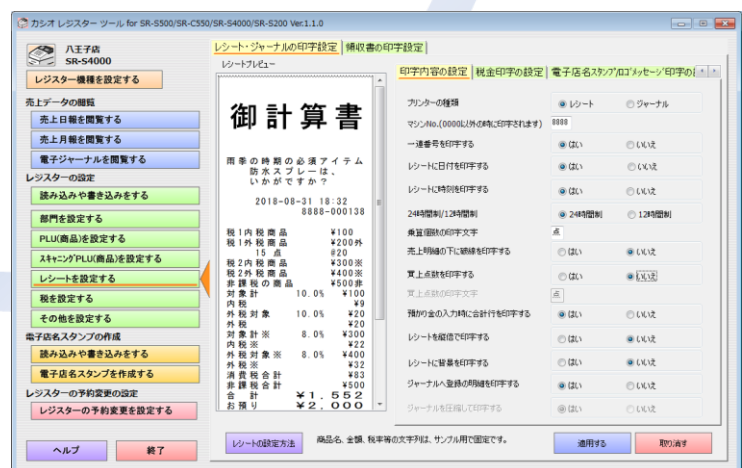 カシオ レジスター ツール for SR-S500/SR-C550/SR-S4000/SR-S200 Ver.1.1.0
八王子店
SR-S4000
レジスター機種を設定する
売上データの閲覧
売上日報を閲覧する
売上月報を閲覧する
電子ジャーナルを閲覧する
レジスターの設定
読み込みや書き込みをする
部門を設定する
PLU(商品)を設定する
スキャニングPLU(商品)を設定する
レシートを設定する
税を設定する
その他を設定する
電子店名スタンプの作成
読み込みや書き込みをする
電子店名スタンプを作成する
レジスターの予約変更の設定
レジスターの予約変更を設定する
ヘルプ 終了
レシート・ジャーナルの印字設定 領収書の印字設定
レシートプレビュー
御計算書
雨季の時期の必須アイテム
防水スプレーは、
いかがですか?
2018-08-31 18:32
8888-000138
税1内税商品 ¥100
税1外税商品 ¥200外
15 点 #20
税2内税商品 ¥300※
税2外税商品 ¥400※
非課税の商品 ¥500非
対象計 10.0% ¥100
内税 ¥9
外税対象 10.0% ¥20
外税 ¥20
対象計※ 8.0% ¥300
内税※ ¥22
外税対象※ 8.0% ¥400
外税※ ¥32
消費税合計 ¥83
非課税合計 ¥500
合 計 ¥1,552
お預り ¥2,000
印字内容の設定 税金印字の設定 電子店名スタンプ/ロゴメッセージ印字の
プリンターの種類 レシート ジャーナル
マシンNo.(0000以外の時に印字されます) 8888
一連番号を印字する はい いいえ
レシートに日付を印字する はい いいえ
レシートに時刻を印字する はい いいえ
24時間制/12時間制 24時間制 12時間制
乗算個数の印字文字 点
売上明細の下に罫線を印字する はい いいえ
買上点数を印字する はい いいえ
買上点数の印字文字 点
預かり金の入力時に合計行を印字する はい いいえ
レシートを縦倍で印字する はい いいえ
レシートに背景を印字する はい いいえ
ジャーナルへ登録の明細を印字する はい いいえ
ジャーナルを圧縮して印字する はい いいえ
レシートの設定方法 商品名、金額、税率等の文字列は、サンプル用で固定です。 適用する 取り消す